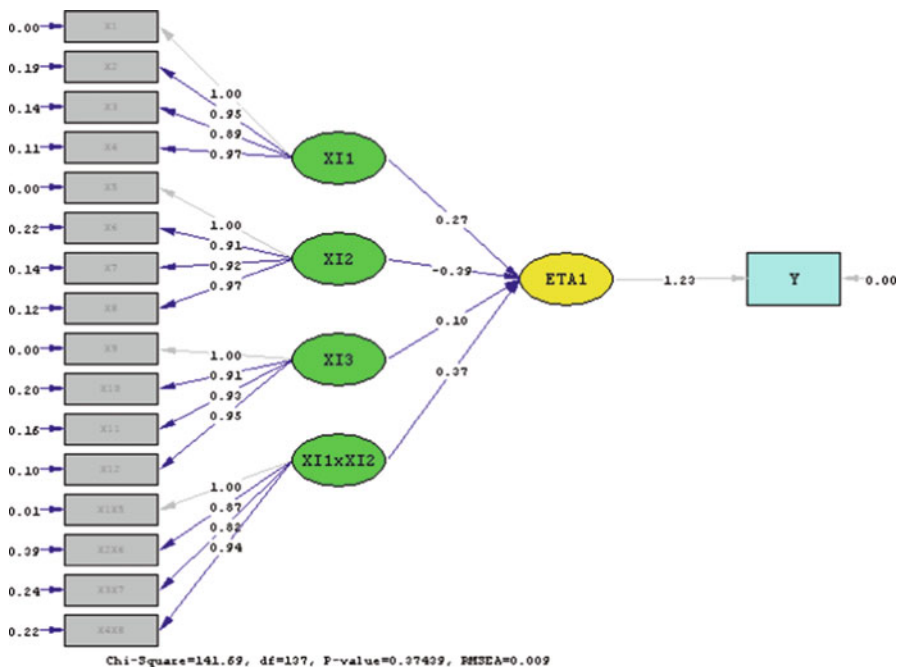 0.00 X1
0.19 X2
0.14 X3
0.11 X4
0.00 X5
0.22 X6
0.14 X7
0.12 X8
0.00 X9
0.20 X10
0.16 X11
0.10 X12
0.01 X1X5
0.39 X2X6
0.24 X3X7
0.22 X4X8
1.00
0.95
0.89
0.97
1.00
0.91
0.92
0.97
1.00
0.91
0.93
0.95
1.00
0.87
0.82
0.94
XI1
XI2
XI3
XI1xXI2
0.27
-0.39
0.10
0.37
ETA1
1.23
Y
0.00
Chi-Square=141.69, df=137, P-value=0.37439, RMSEA=0.009